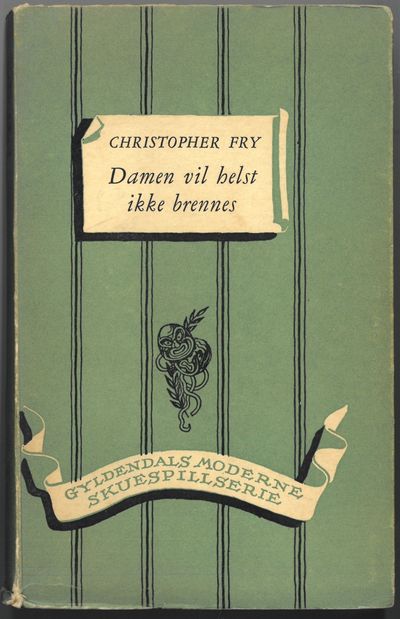 CHRISTOPHER FRY
Damen vil helst
ikke brennes
GYLDENDALS MODERNE
SKUESPILLSERIE